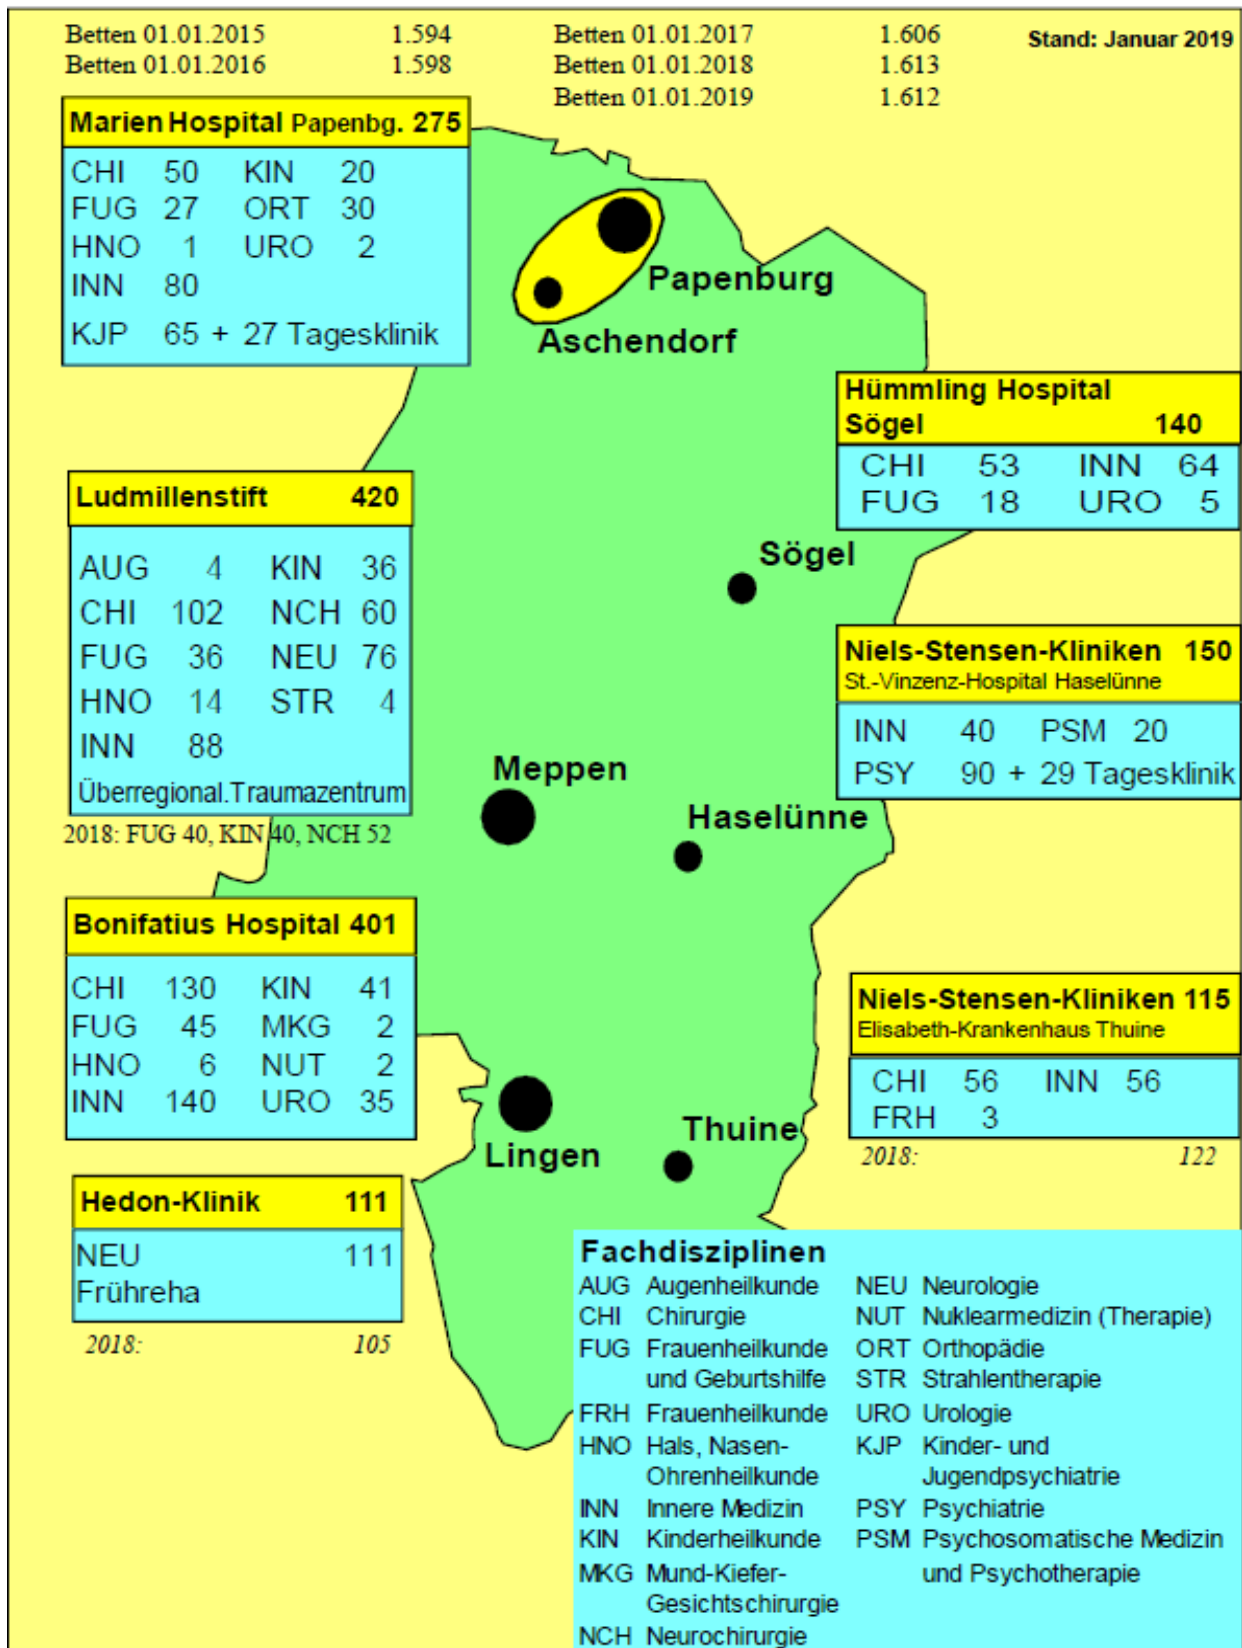 Betten 01.01.2015 1.594 Betten 01.01.2017 1.606 Stand: Januar 2019
Betten 01.01.2016 1.598 Betten 01.01.2018 1.613
Betten 01.01.2019 1.612
Marien Hospital Papenbg. 275
CHI 50 KIN 20
FUG 27 ORT 30
HNO 1 URO 2
INN 80
KJP 65 + 27 Tagesklinik
Papenburg
Aschendorf
Hümmling Hospital
Sögel 140
CHI 53 INN 64
FUG 18 URO 5
Ludmillenstift 420
AUG 4 KIN 36
CHI 102 NCH 60
FUG 36 NEU 76
HNO 14 STR 4
INN 88
Überregional.Traumazentrum
2018: FUG 40, KIN 40, NCH 52
Sögel
Niels-Stensen-Kliniken 150
St.-Vinzenz-Hospital Haselünne
INN 40 PSM 20
PSY 90 + 29 Tagesklinik
Meppen
Haselünne
Bonifatius Hospital 401
CHI 130 KIN 41
FUG 45 MKG 2
HNO 6 NUT 2
INN 140 URO 35
Niels-Stensen-Kliniken 115
Elisabeth-Krankenhaus Thuine
CHI 56 INN 56
FRH 3
2018: 122
Thuine
Lingen
Hedon-Klinik 111
NEU 111
Frühreha
2018: 105
Fachdisziplinen
AUG Augenheilkunde NEU Neurologie
CHI Chirurgie NUT Nuklearmedizin (Therapie)
FUG Frauenheilkunde ORT Orthopädie
und Geburtshilfe STR Strahlentherapie
FRH Frauenheilkunde URO Urologie
HNO Hals, Nasen- KJP Kinder- und
Ohrenheilkunde Jugendpsychiatrie
INN Innere Medizin PSY Psychiatrie
KIN Kinderheilkunde PSM Psychosomatische Medizin
MKG Mund-Kiefer- und Psychotherapie
Gesichtschirurgie
NCH Neurochirurgie